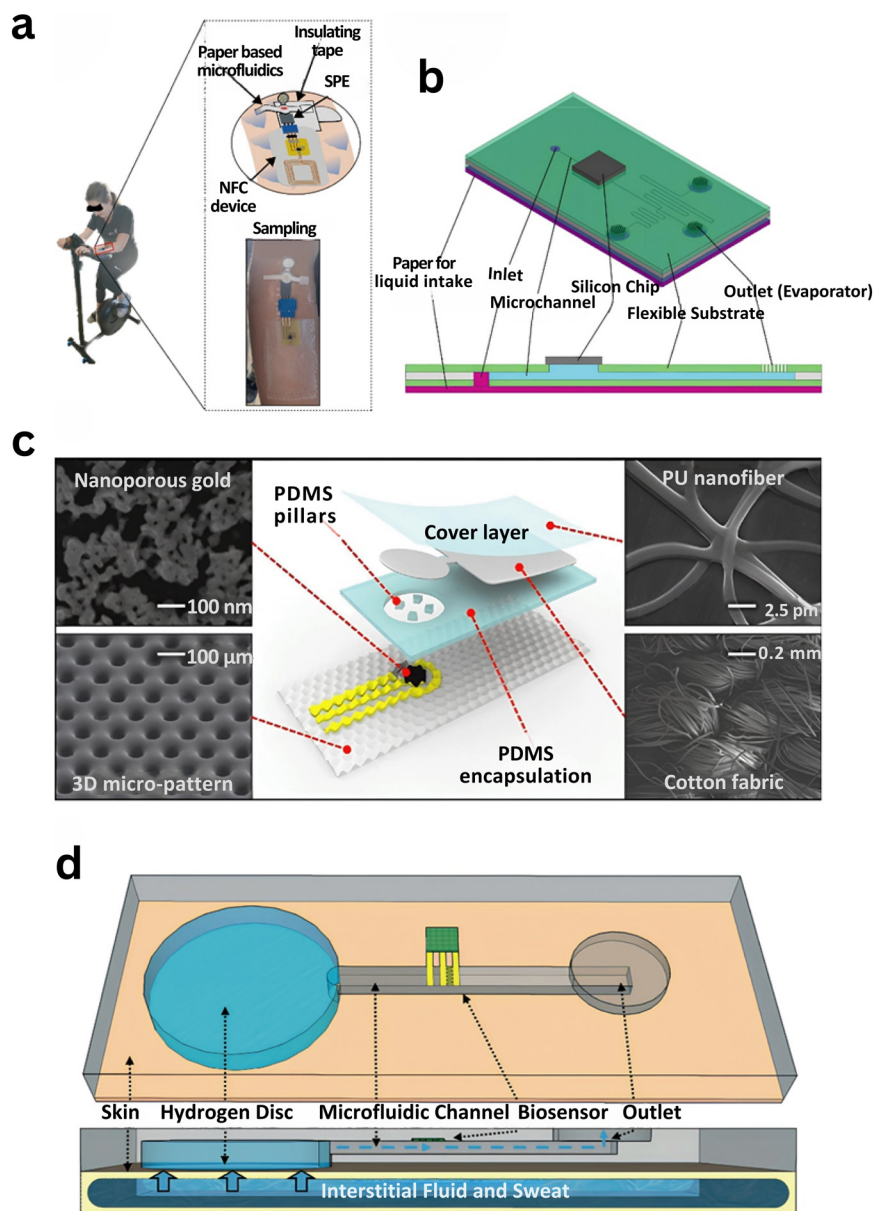 a
Insulating
tape
Paper based
microfluidics
SPE
NFC
device
Sampling
b
Paper for
liquid intake
Inlet
Microchannel
Silicon Chip
Flexible Substrate
Outlet (Evaporator)
c
Nanoporous gold
100 nm
100 µm
3D micro-pattern
PDMS
pillars
Cover layer
PDMS
encapsulation
PU nanofiber
2.5 pm
0.2 mm
Cotton fabric
d
Skin Hydrogen Disc Microfluidic Channel Biosensor Outlet
Interstitial Fluid and Sweat